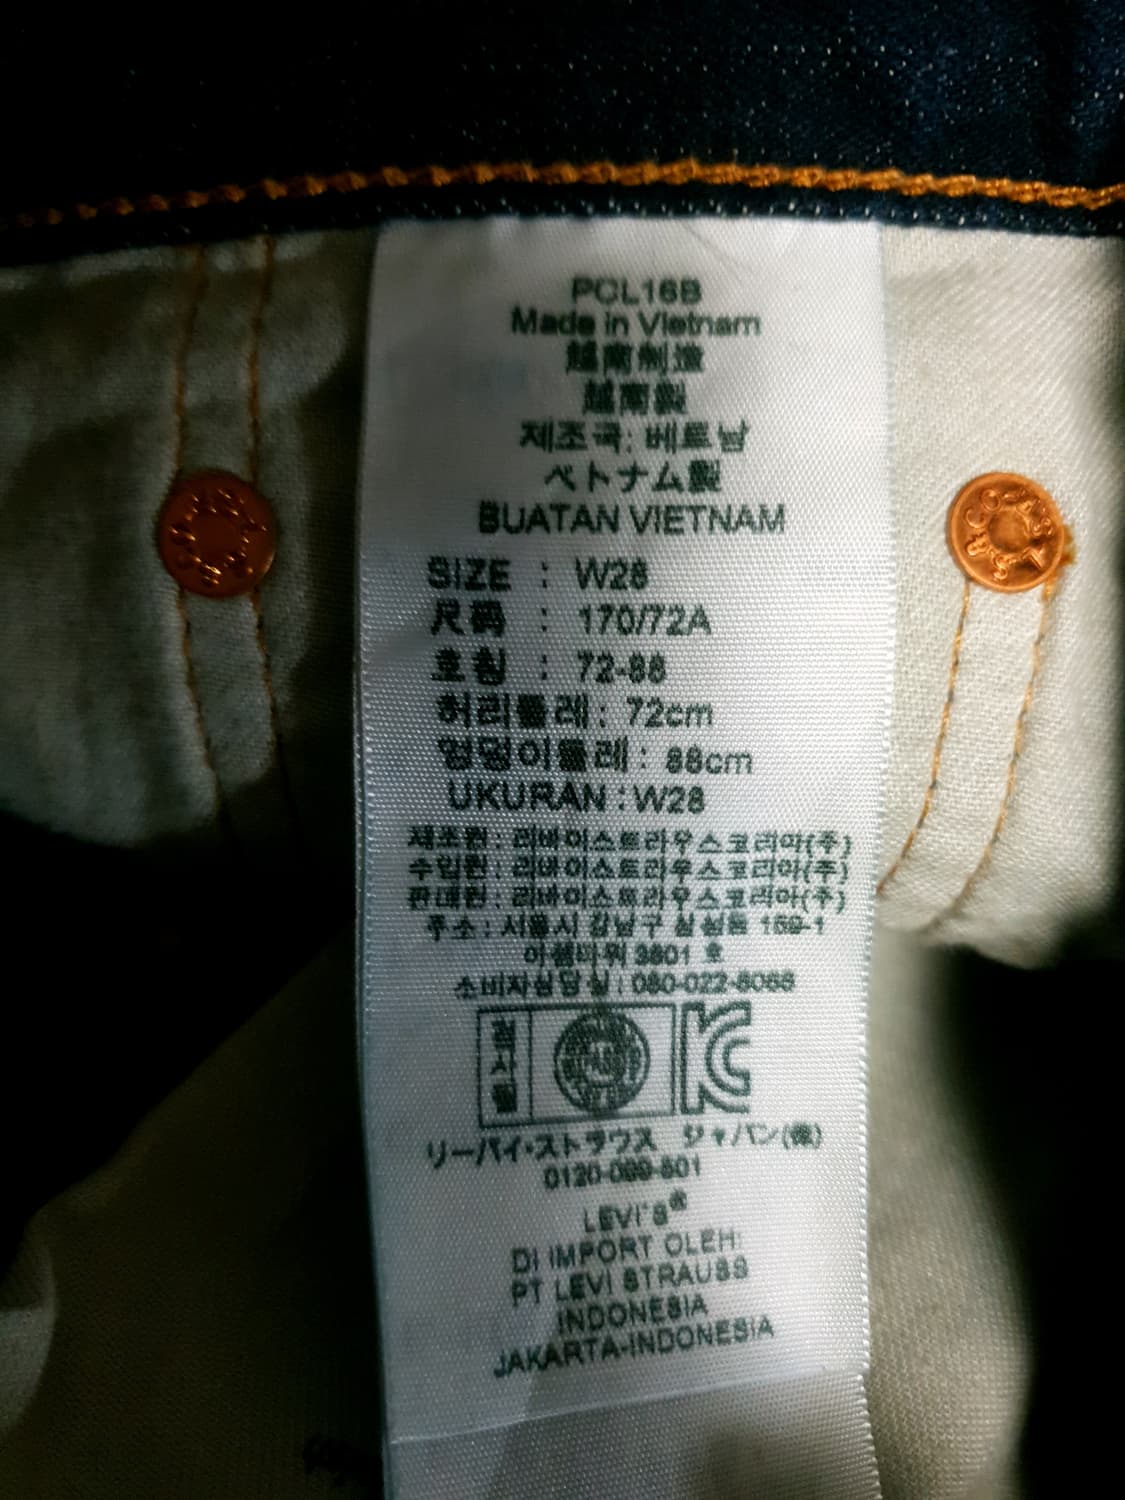 PCL16B
Made in Vietnam
越南制造
越南製
제조국: 베트남
ベトナム製
BUATAN VIETNAM
SIZE : W28
尺码 : 170/72A
호칭 : 72-88
허리둘레: 72cm
엉덩이둘레: 88cm
UKURAN :W28
제조원 : 리바이스트라우스코리아(주)
수입원 : 리바이스트라우스코리아(주)
판매원 : 리바이스트라우스코리아(주)
주소 : 서울시 강남구 삼성동 159-1
아셈타워 3801 호
소비자상담실 : 080-022-5066
검사필
KC
リーバイ・ストラウス ジャパン(株)
0120-099-501
LEVI'S®
DI IMPORT OLEH:
PT LEVI STRAUSS
INDONESIA
JAKARTA-INDONESIA